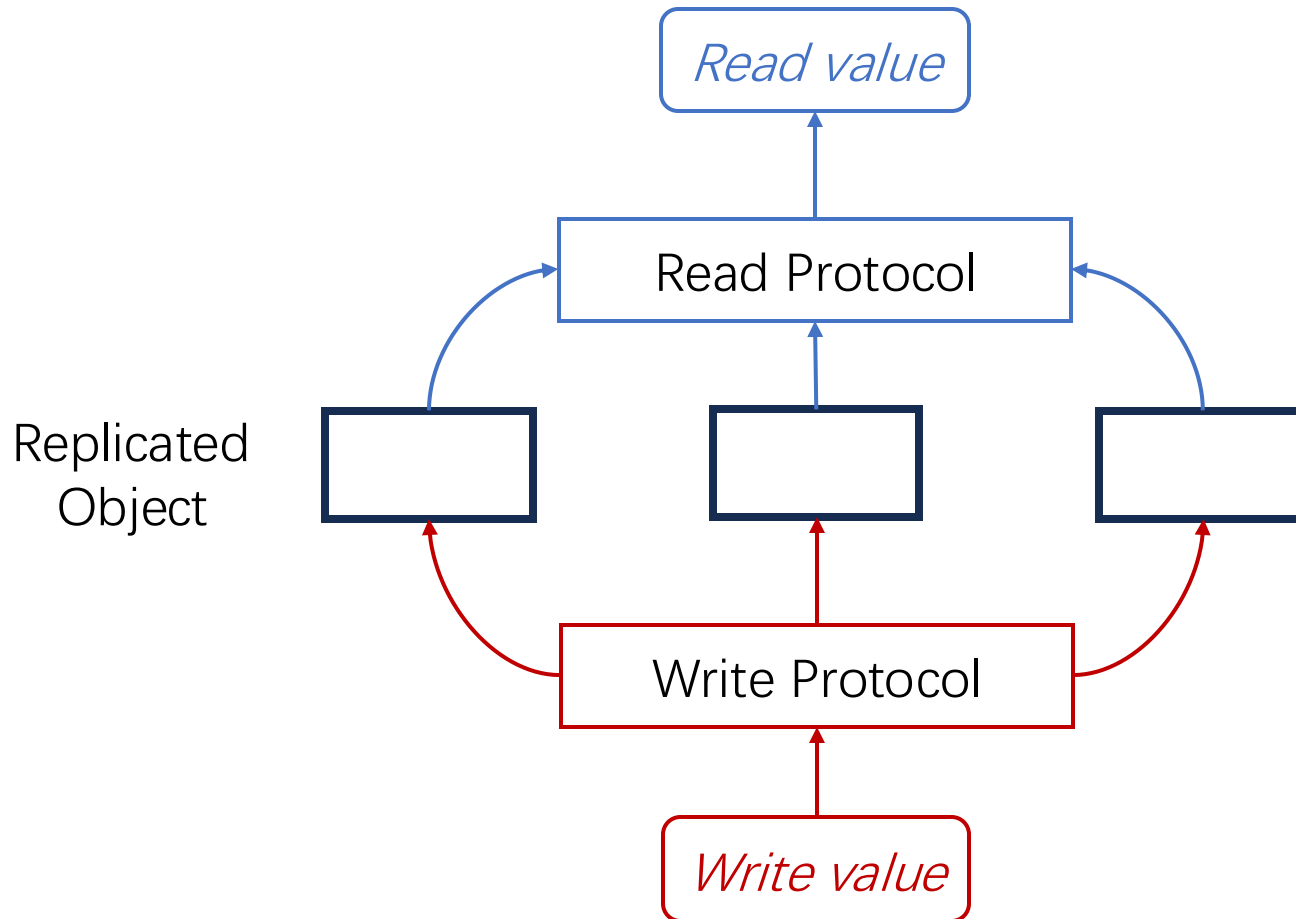 Read value
Read Protocol
Replicated
Object
Write Protocol
Write value